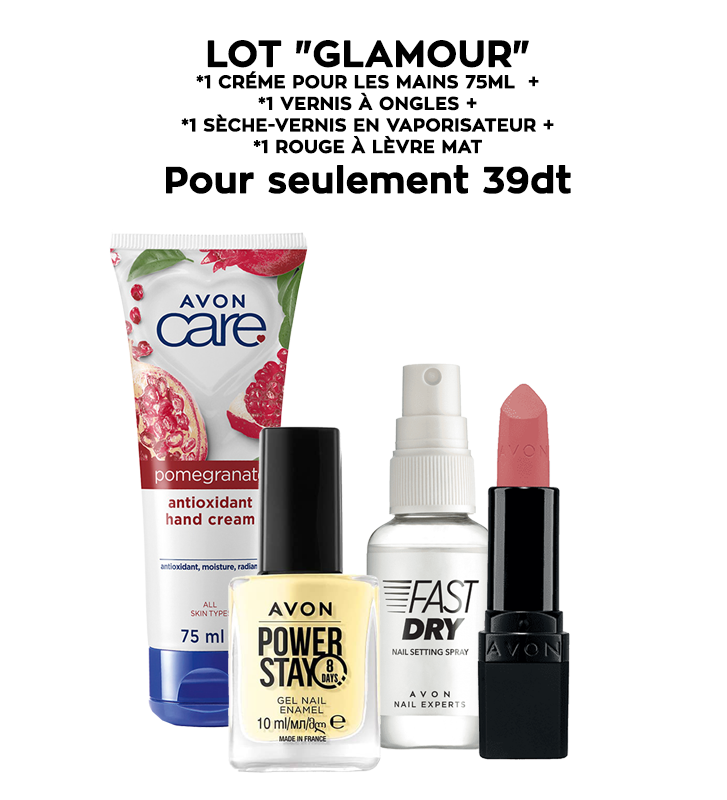 LOT "GLAMOUR"
*1 CRÉME POUR LES MAINS 75ML +
*1 VERNIS À ONGLES +
*1 SÈCHE-VERNIS EN VAPORISATEUR +
*1 ROUGE À LÈVRE MAT
Pour seulement 39dt
AVON
care
pomegranate
antioxidant
hand cream
antioxidant, moisture,
ALL
SKIN TYPES
75 ml
AVON
POWER
STAY 8
DAYS
GEL NAIL
ENAMEL
10 ml/мл/მლ e
MADE IN FRANCE
FAST
DRY
NAIL SETTING SPRAY
AVON
NAIL EXPERTS
AVON
AVON